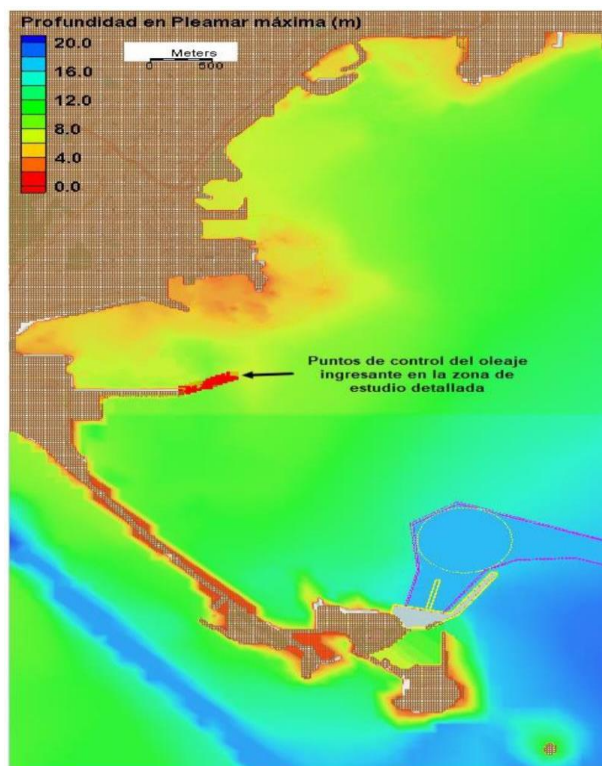 Profundidad en Pleamar máxima (m)
20.0
16.0
12.0
8.0
4.0
0.0
Meters
0 500
Puntos de control del oleaje
ingresante en la zona de
estudio detallada